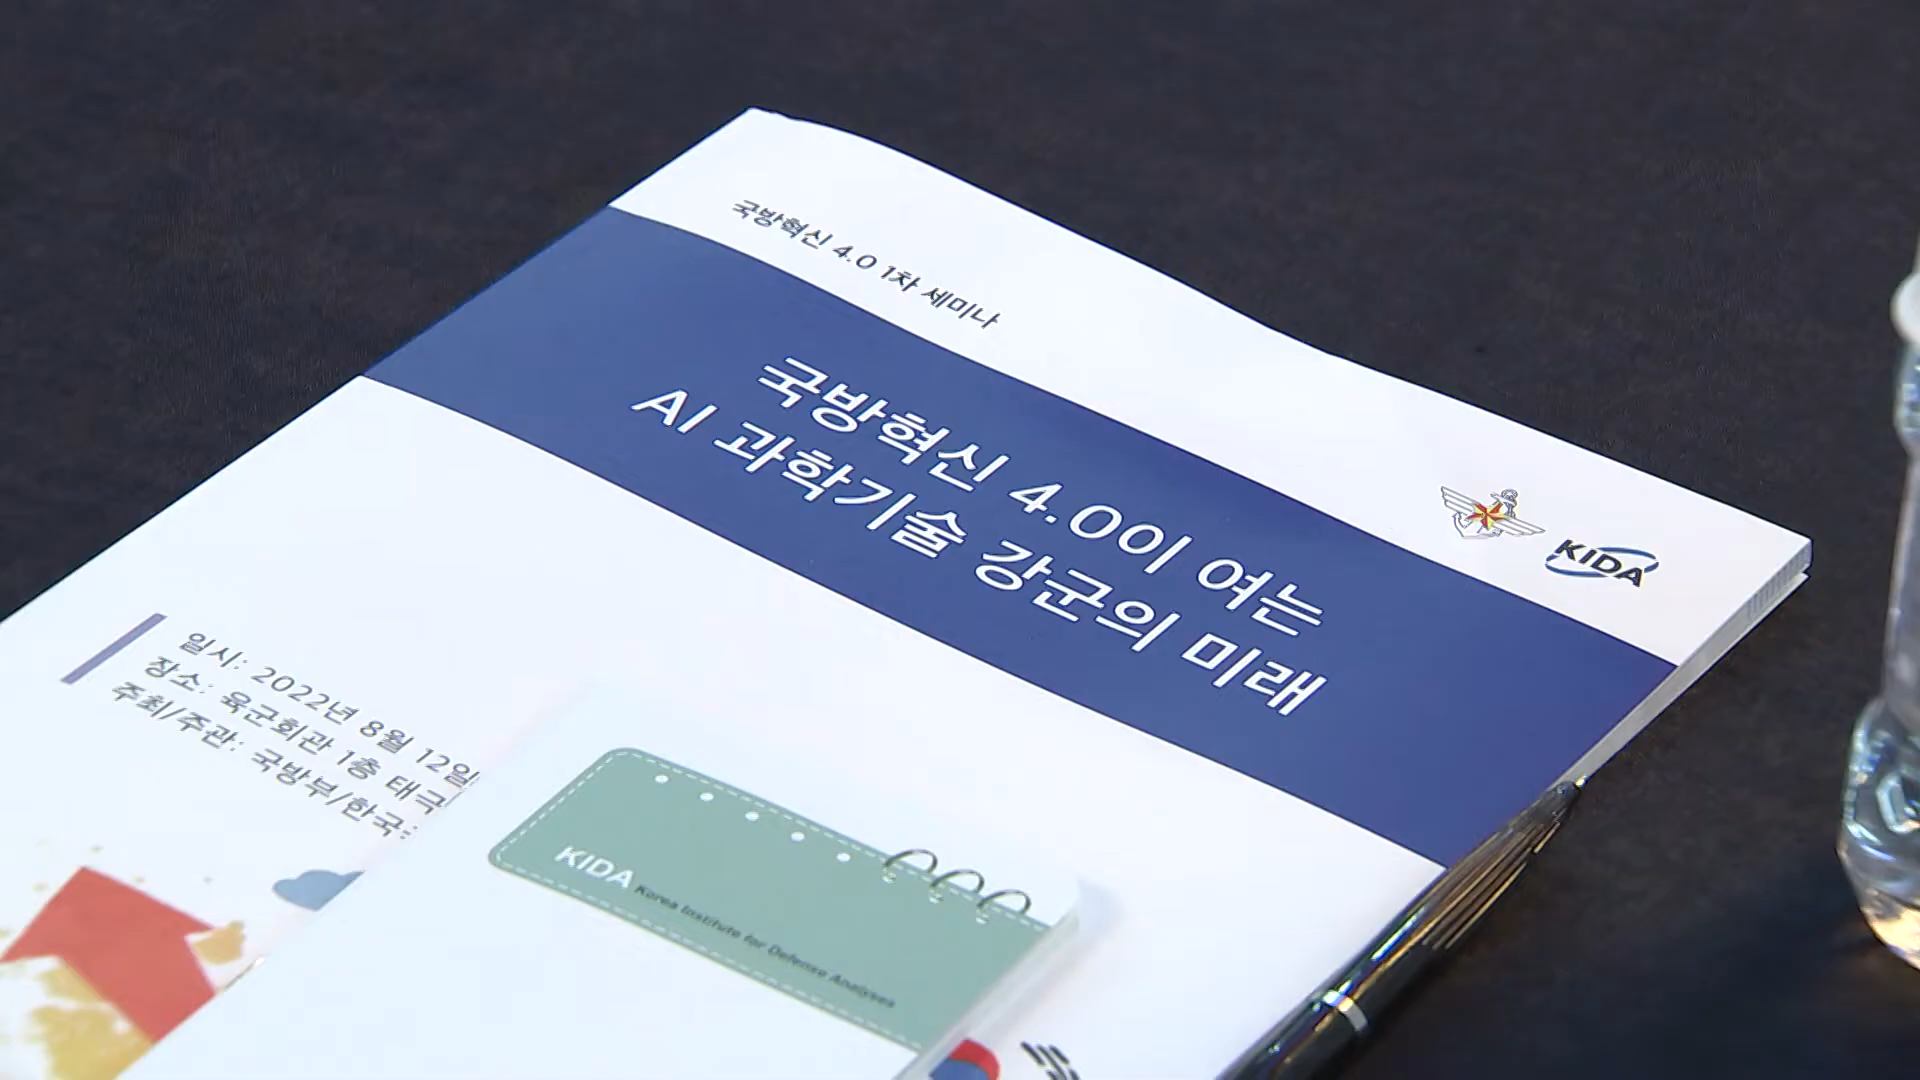 국방혁신 4.0 1차 세미나
국방혁신 4.0이 여는
AI 과학기술 강군의 미래
KIDA
일시: 2022년 8월 12일
장소: 육군회관 1층 태극
주최/주관: 국방부/한국
KIDA Korea Institute for Defense Analyses